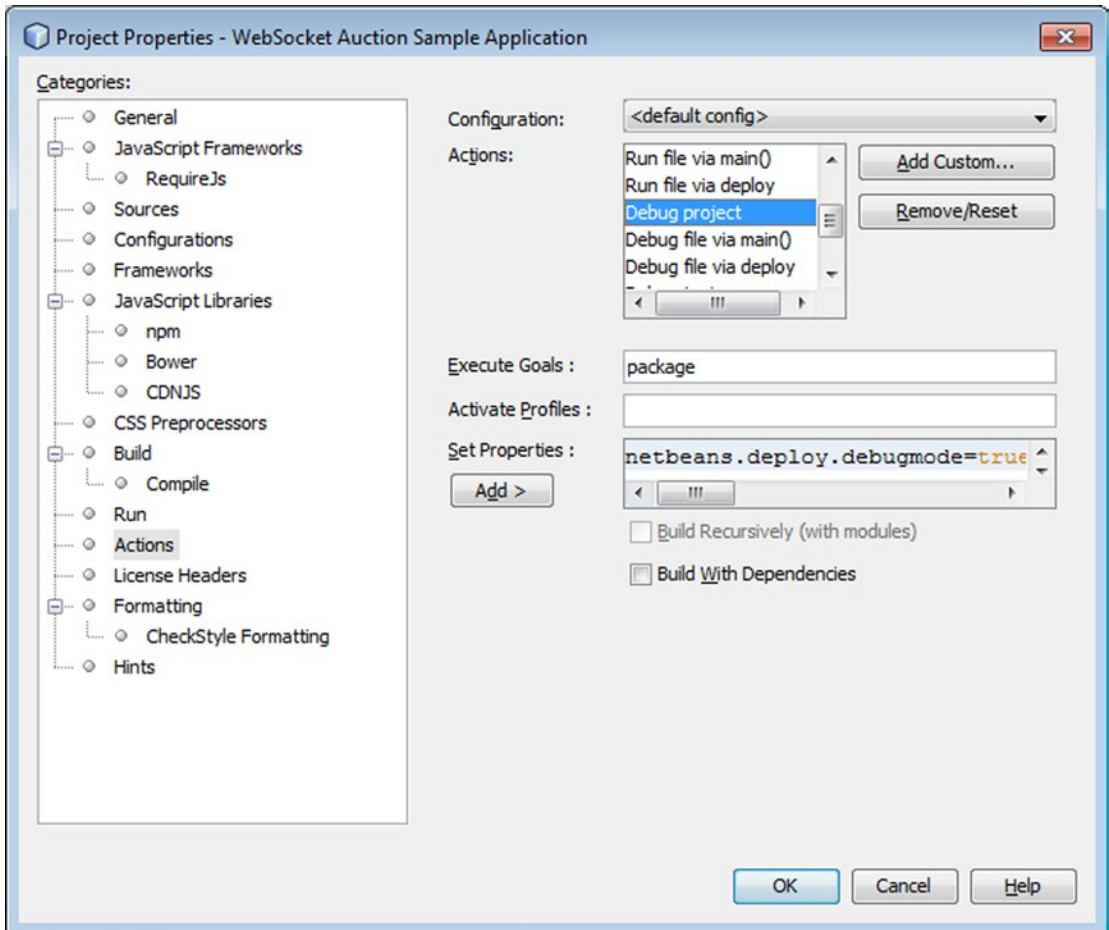 Project Properties - WebSocket Auction Sample Application
Categories:
General
JavaScript Frameworks
RequireJs
Sources
Configurations
Frameworks
JavaScript Libraries
npm
Bower
CDNJS
CSS Preprocessors
Build
Compile
Run
Actions
License Headers
Formatting
CheckStyle Formatting
Hints
Configuration:
<default config>
Actions:
Run file via main()
Run file via deploy
Debug project
Debug file via main()
Debug file via deploy
Add Custom...
Remove/Reset
Execute Goals :
package
Activate Profiles :
Set Properties :
netbeans.deploy.debugmode=true
Add >
Build Recursively (with modules)
Build With Dependencies
OK
Cancel
Help